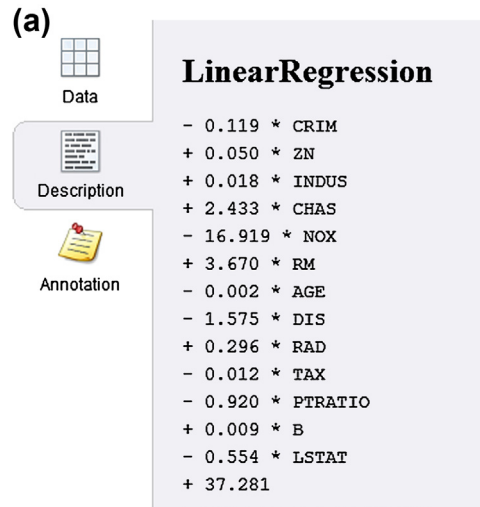 (a)
Data
Description
Annotation
LinearRegression
- 0.119 * CRIM
+ 0.050 * ZN
+ 0.018 * INDUS
+ 2.433 * CHAS
- 16.919 * NOX
+ 3.670 * RM
- 0.002 * AGE
- 1.575 * DIS
+ 0.296 * RAD
- 0.012 * TAX
- 0.920 * PTRATIO
+ 0.009 * B
- 0.554 * LSTAT
+ 37.281